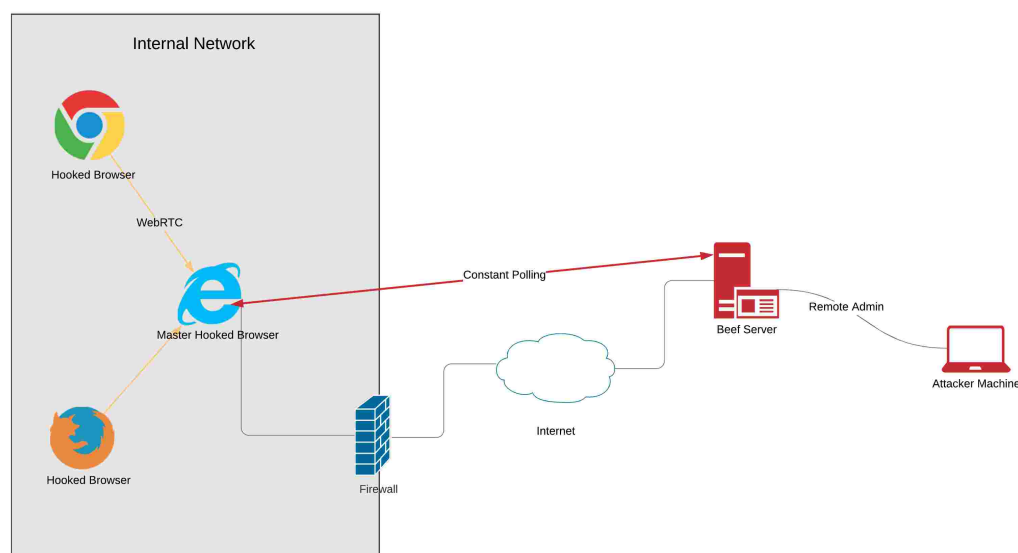 Internal Network
Hooked Browser
WebRTC
Constant Polling
Remote Admin
Master Hooked Browser
Beef Server
Attacker Machine
Internet
Hooked Browser
Firewall